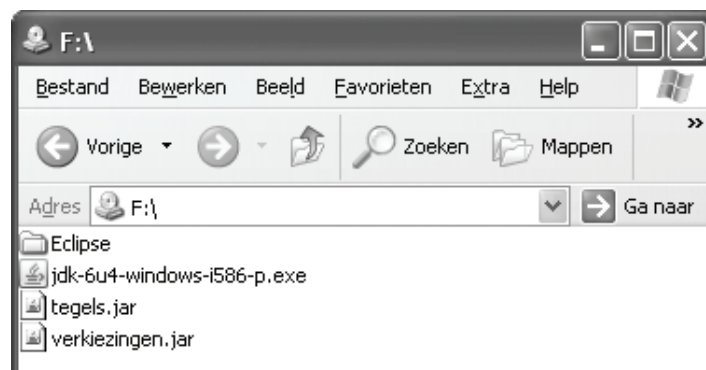 F:\
Bestand Bewerken Beeld Favorieten Extra Help
Vorige Zoeken Mappen »
Adres F:\ Ga naar
Eclipse
jdk-6u4-windows-i586-p.exe
tegels.jar
verkiezingen.jar